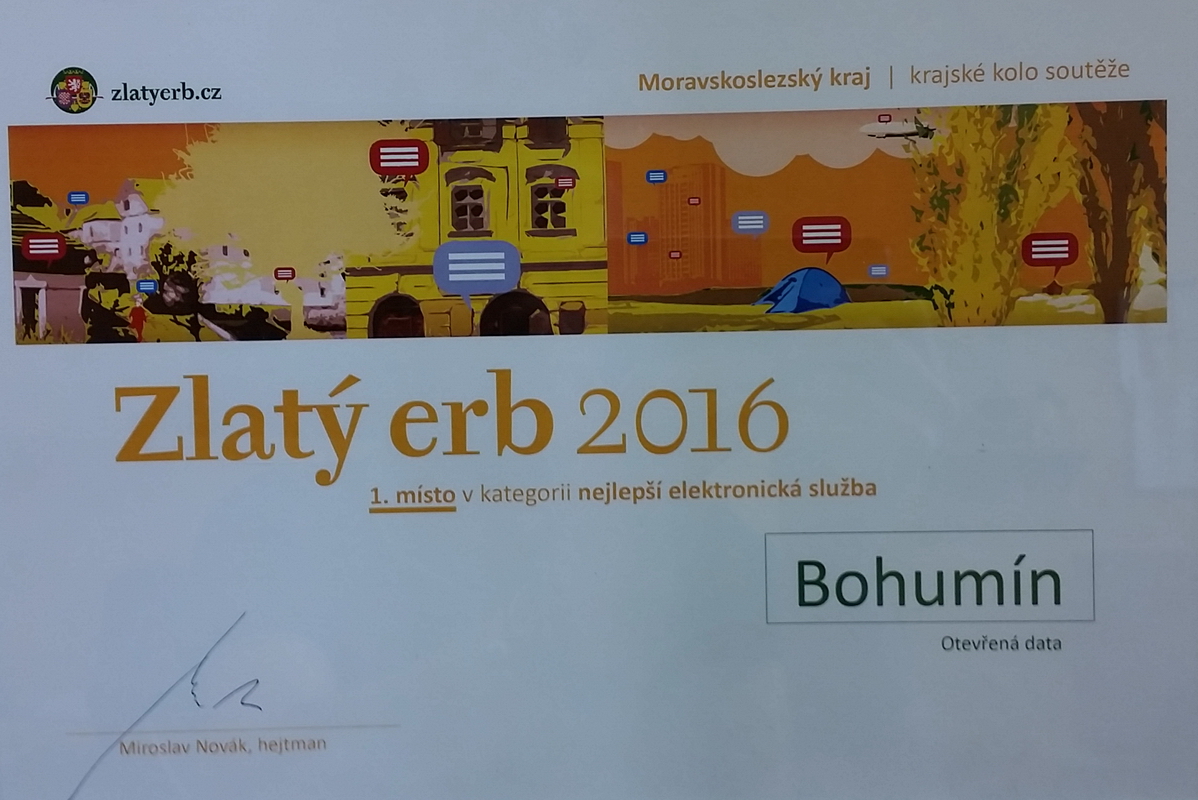 zlatyerb.cz
Moravskoslezský kraj | krajské kolo soutěže
Zlatý erb 2016
1. místo v kategorii nejlepší elektronická služba
Bohumín
Otevřená data
Miroslav Novák, hejtman